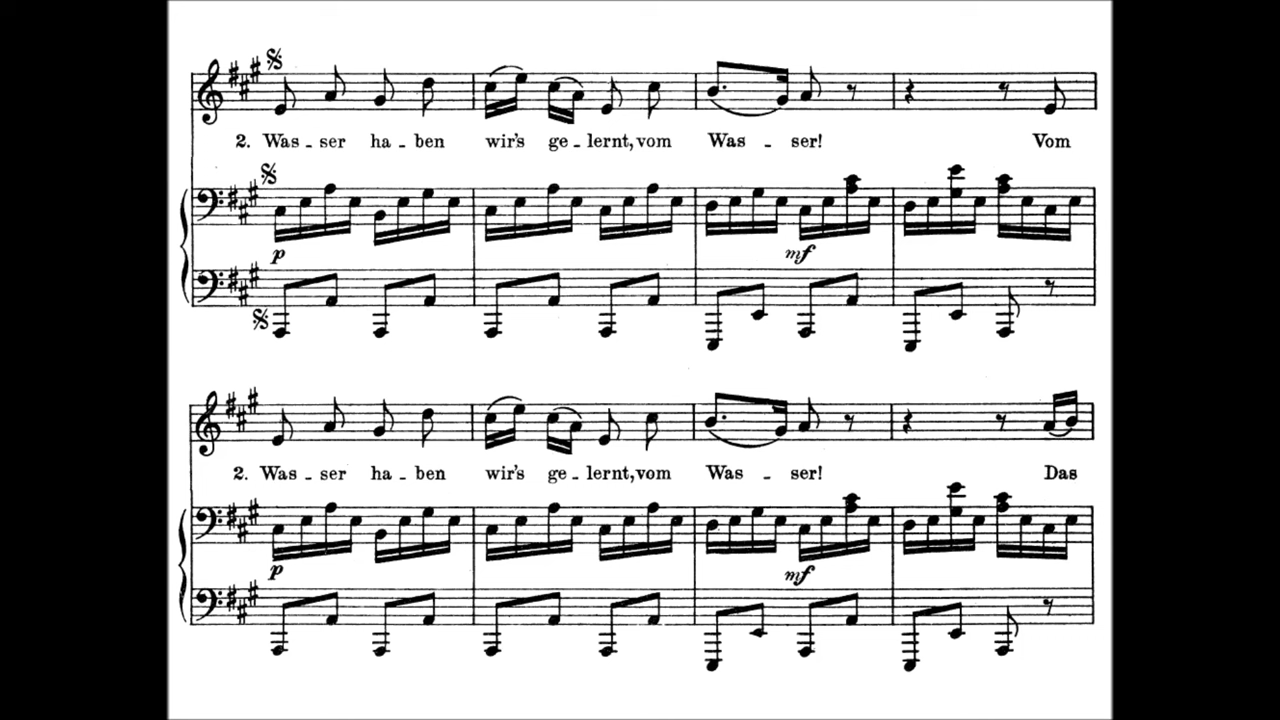 2. Was - ser ha - ben wir's ge - lernt, vom Was - ser! Vom
p mf
2. Was - ser ha - ben wir's ge - lernt, vom Was - ser! Das
p mf